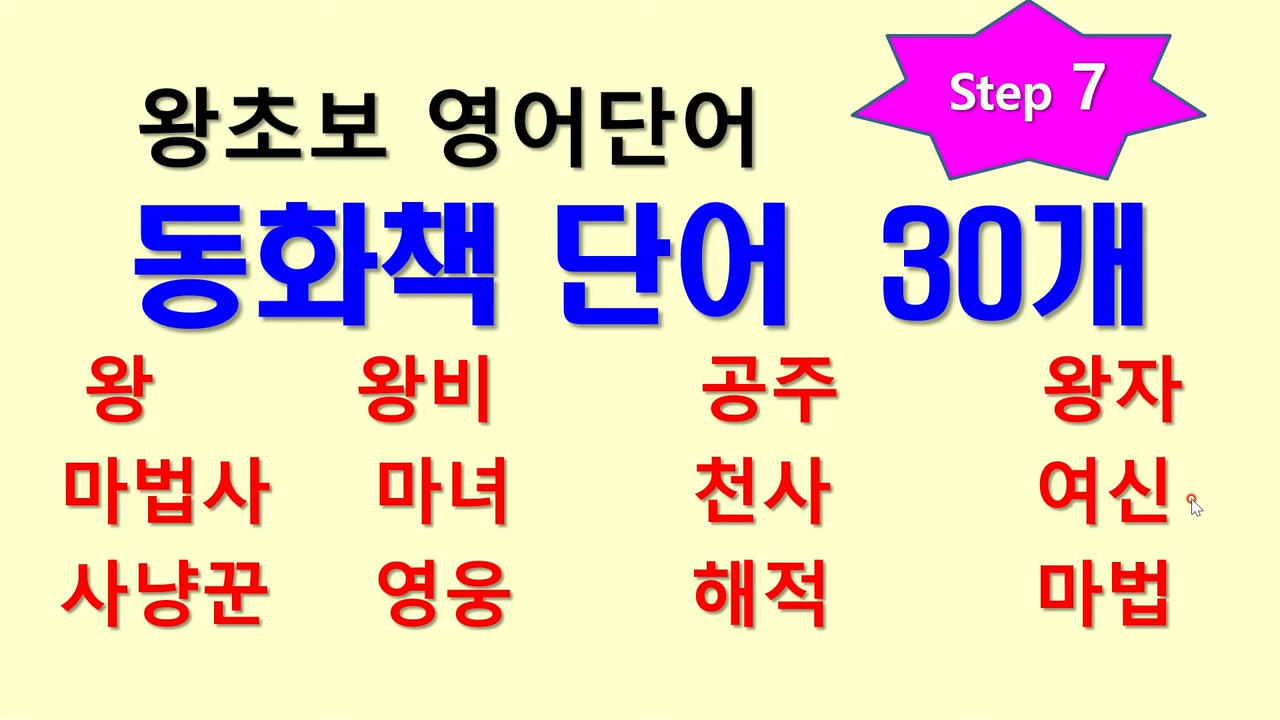 Step 7
왕초보 영어단어
동화책 단어 30개
왕 왕비 공주 왕자
마법사 마녀 천사 여신
사냥꾼 영웅 해적 마법